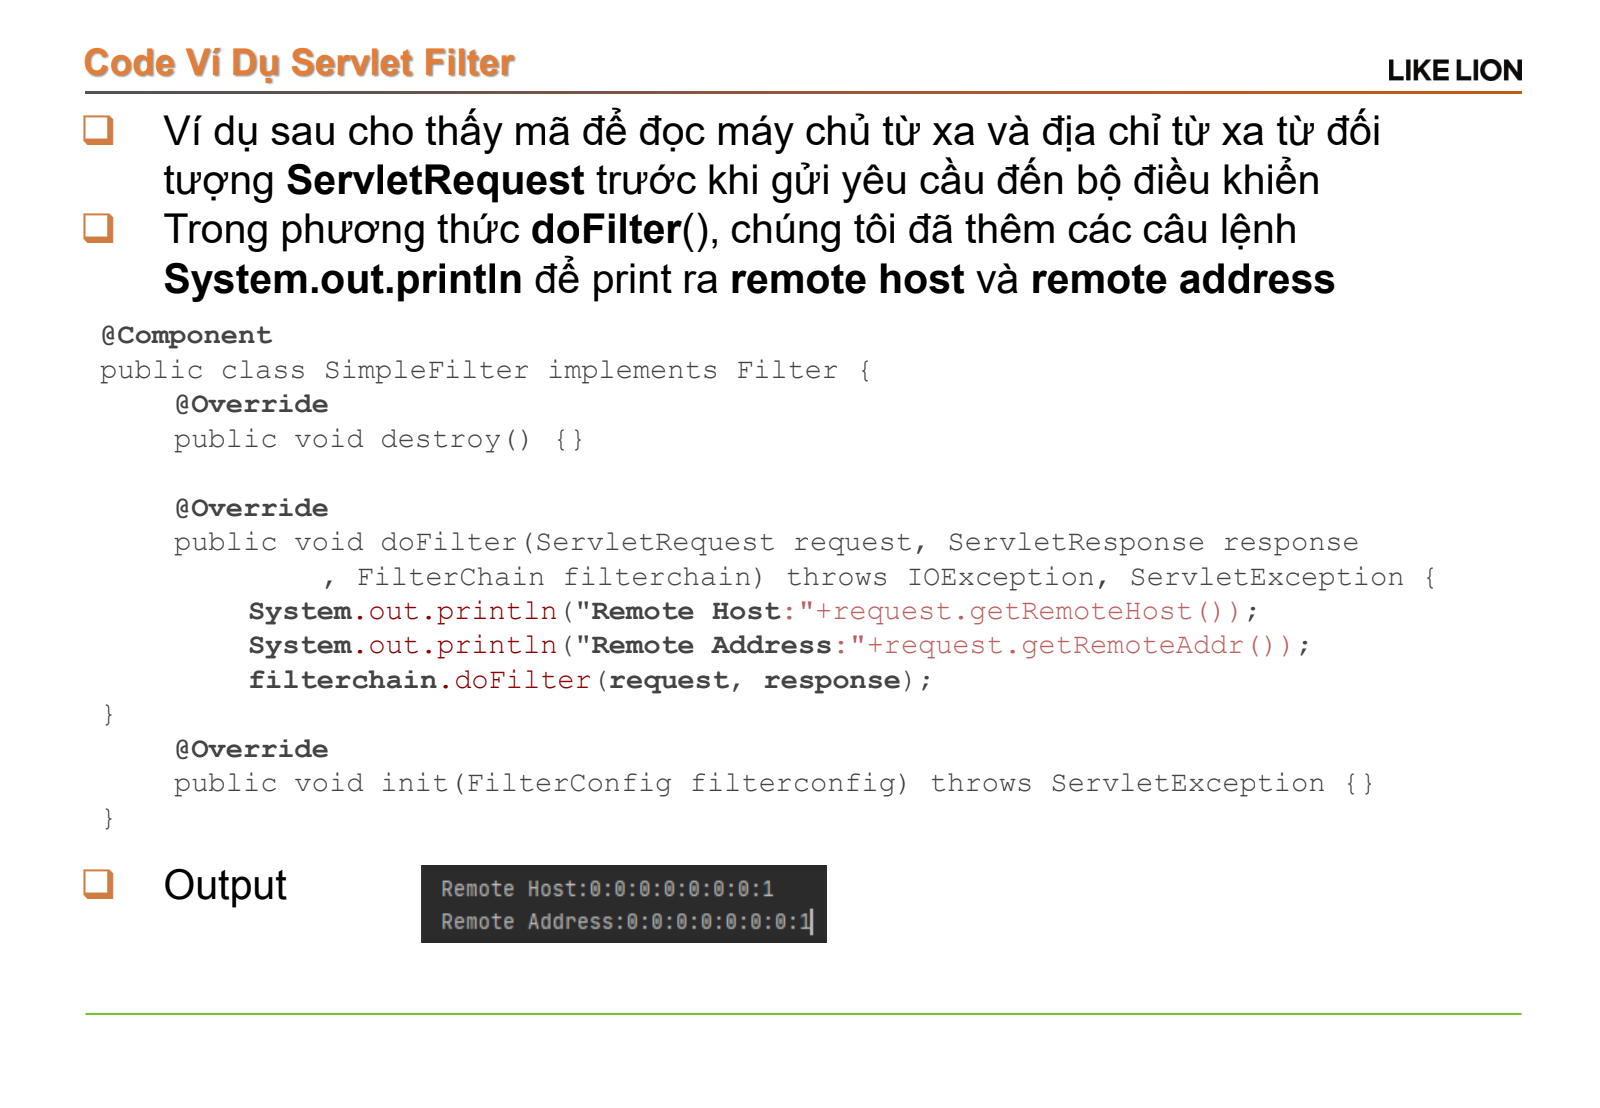 Code Ví Dụ Servlet Filter
LIKE LION
Ví dụ sau cho thấy mã để đọc máy chủ từ xa và địa chỉ từ xa từ đối
tượng ServletRequest trước khi gửi yêu cầu đến bộ điều khiển
Trong phương thức doFilter(), chúng tôi đã thêm các câu lệnh
System.out.println để print ra remote host và remote address
@Component
public class SimpleFilter implements Filter {
@Override
public void destroy() {}
@Override
public void doFilter(ServletRequest request, ServletResponse response
, FilterChain filterchain) throws IOException, ServletException {
System.out.println("Remote Host:"+request.getRemoteHost());
System.out.println("Remote Address:"+request.getRemoteAddr());
filterchain.doFilter(request, response);
}
@Override
public void init(FilterConfig filterconfig) throws ServletException {}
}
Output
Remote Host:0:0:0:0:0:0:0:1
Remote Address:0:0:0:0:0:0:0:1